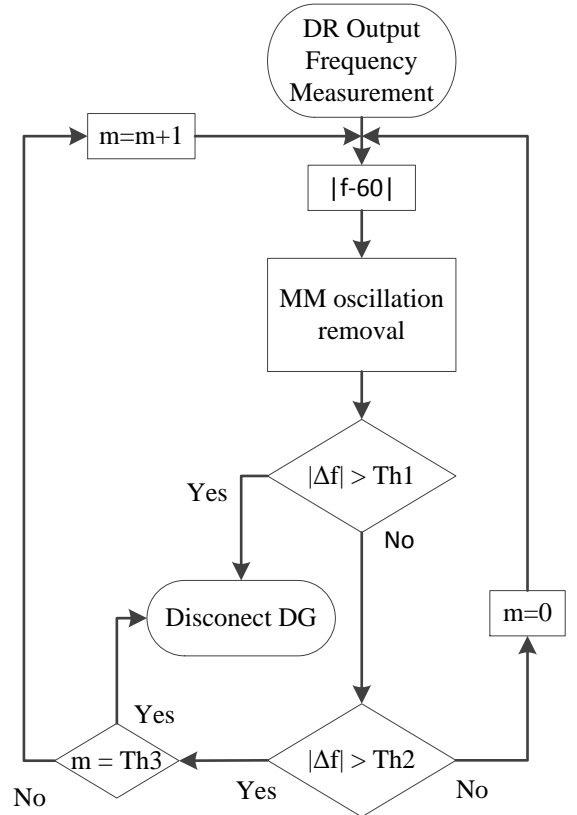 DR Output
Frequency
Measurement
m=m+1
|f-60|
MM oscillation
removal
|Δf| > Th1
Yes
No
Disconect DG
m=0
Yes
m = Th3
|Δf| > Th2
No
Yes
No